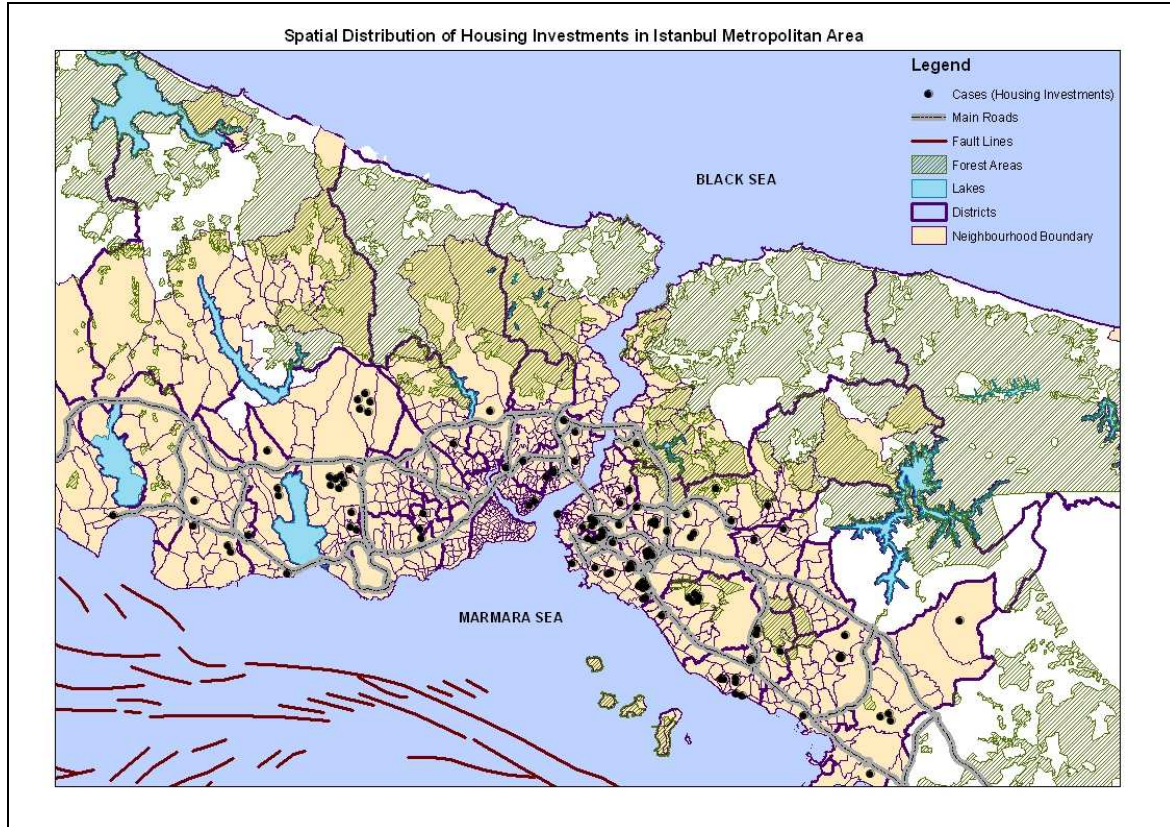 Spatial Distribution of Housing Investments in Istanbul Metropolitan Area
Legend
Cases (Housing Investments)
Main Roads
Fault Lines
Forest Areas
Lakes
Districts
Neighbourhood Boundary
BLACK SEA
MARMARA SEA